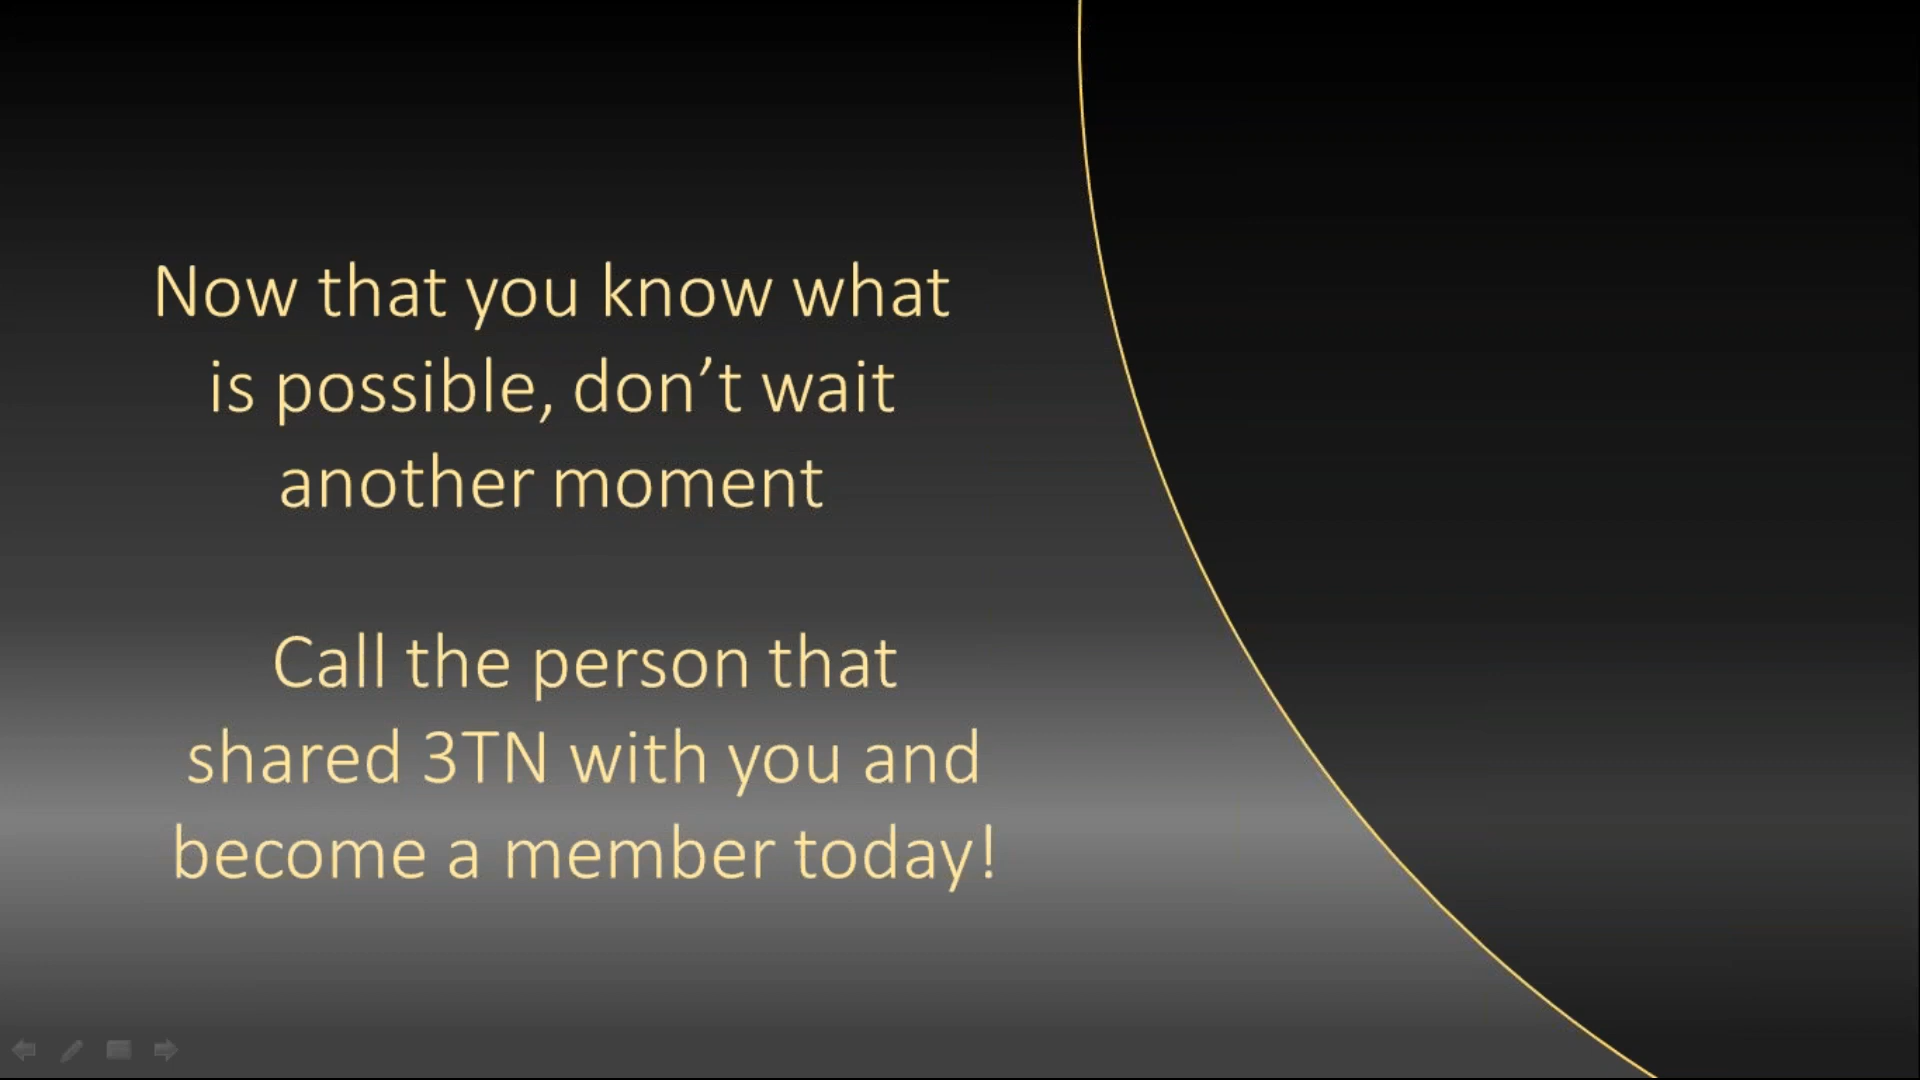 Now that you know what
is possible, don’t wait
another moment
Call the person that
shared 3TN with you and
become a member today!